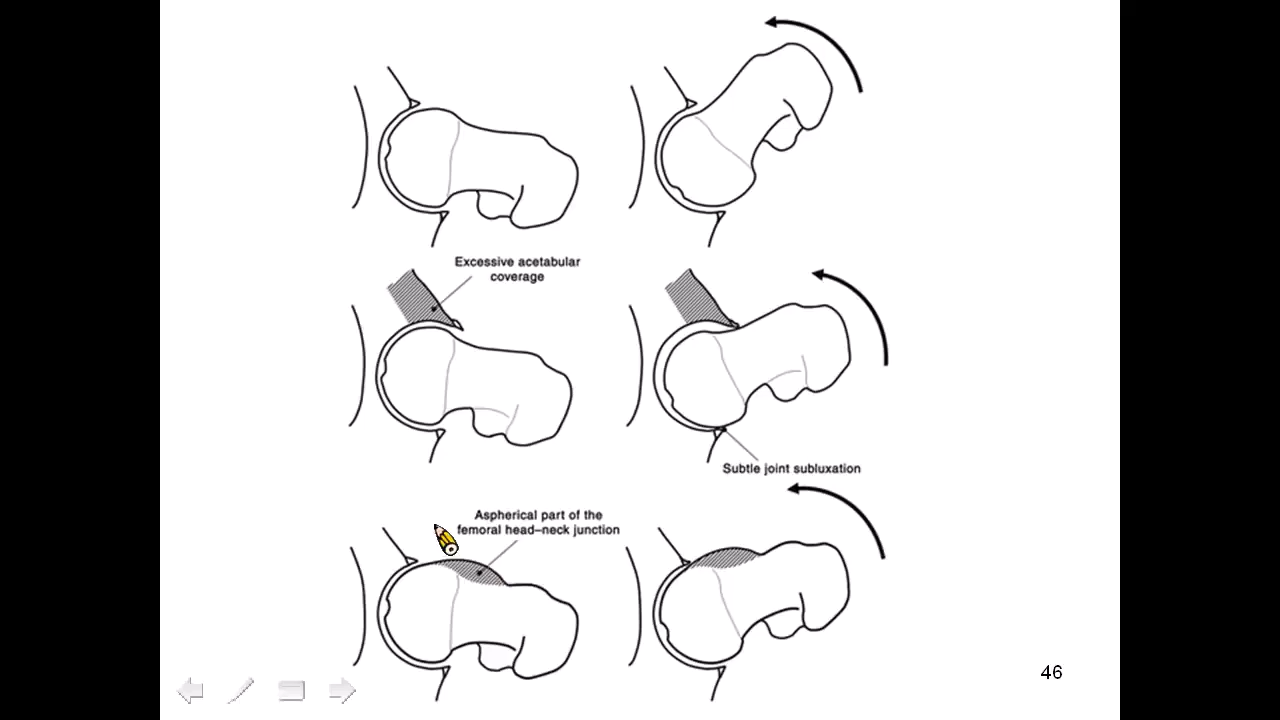 Excessive acetabular
coverage
Subtle joint subluxation
Aspherical part of the
femoral head–neck junction
46